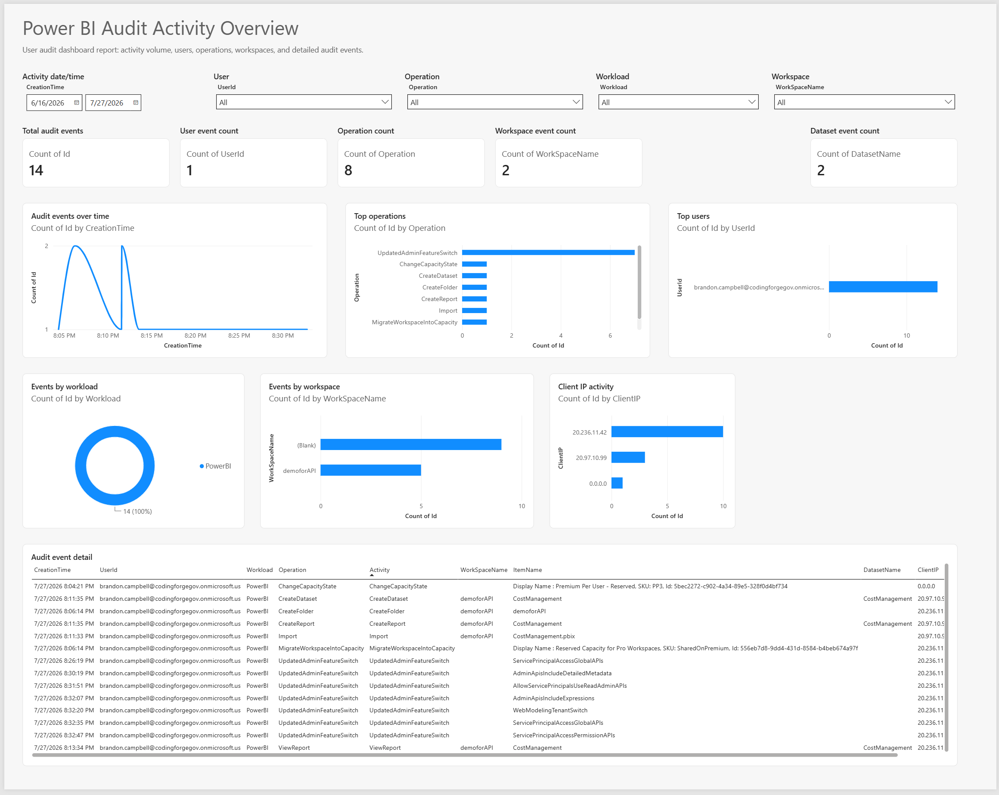 Power BI Audit Activity Overview
User audit dashboard report: activity volume, users, operations, workspaces, and detailed audit events.
Activity date/time
CreationTime
6/16/2026 7/27/2026
User
UserId
All
Operation
Operation
All
Workload
Workload
All
Workspace
WorkSpaceName
All
Total audit events
Count of Id
14
User event count
Count of UserId
1
Operation count
Count of Operation
8
Workspace event count
Count of WorkSpaceName
2
Dataset event count
Count of DatasetName
2
Audit events over time
Count of Id by CreationTime
Count of Id
2
1
8:05 PM 8:10 PM 8:15 PM 8:20 PM 8:25 PM 8:30 PM
CreationTime
Top operations
Count of Id by Operation
Operation
UpdatedAdminFeatureSwitch
ChangeCapacityState
CreateDataset
CreateFolder
CreateReport
Import
MigrateWorkspaceIntoCapacity
0 2 4 6
Count of Id
Top users
Count of Id by UserId
UserId
brandon.campbell@codingforgegov.onmicros...
0 10
Count of Id
Events by workload
Count of Id by Workload
PowerBI
14 (100%)
Events by workspace
Count of Id by WorkSpaceName
WorkSpaceName
(Blank)
demoforAPI
0 5 10
Count of Id
Client IP activity
Count of Id by ClientIP
ClientIP
20.236.11.42
20.97.10.99
0.0.0.0
0 5 10
Count of Id
Audit event detail
CreationTime UserId Workload Operation Activity WorkSpaceName ItemName DatasetName ClientIP
7/27/2026 8:04:21 PM brandon.campbell@codingforgegov.onmicrosoft.us PowerBI ChangeCapacityState ChangeCapacityState Display Name : Premium Per User - Reserved, SKU: PP3, Id: 5bec2272-c902-4a34-89e5-328f0d4bf734 0.0.0.0
7/27/2026 8:11:35 PM brandon.campbell@codingforgegov.onmicrosoft.us PowerBI CreateDataset CreateDataset demoforAPI CostManagement CostManagement 20.97.10.9
7/27/2026 8:06:14 PM brandon.campbell@codingforgegov.onmicrosoft.us PowerBI CreateFolder CreateFolder demoforAPI demoforAPI 20.236.11
7/27/2026 8:11:35 PM brandon.campbell@codingforgegov.onmicrosoft.us PowerBI CreateReport CreateReport demoforAPI CostManagement CostManagement 20.97.10.9
7/27/2026 8:11:33 PM brandon.campbell@codingforgegov.onmicrosoft.us PowerBI Import Import demoforAPI CostManagement.pbix 20.97.10.9
7/27/2026 8:06:14 PM brandon.campbell@codingforgegov.onmicrosoft.us PowerBI MigrateWorkspaceIntoCapacity MigrateWorkspaceIntoCapacity Display Name : Reserved Capacity for Pro Workspaces, SKU: SharedOnPremium, Id: 556eb7d8-9dd4-431d-8584-b4beb674a97f 20.236.11
7/27/2026 8:26:19 PM brandon.campbell@codingforgegov.onmicrosoft.us PowerBI UpdatedAdminFeatureSwitch UpdatedAdminFeatureSwitch ServicePrincipalAccessGlobalAPIs 20.236.11
7/27/2026 8:30:19 PM brandon.campbell@codingforgegov.onmicrosoft.us PowerBI UpdatedAdminFeatureSwitch UpdatedAdminFeatureSwitch AdminApisIncludeDetailedMetadata 20.236.11
7/27/2026 8:31:51 PM brandon.campbell@codingforgegov.onmicrosoft.us PowerBI UpdatedAdminFeatureSwitch UpdatedAdminFeatureSwitch AllowServicePrincipalsUseReadAdminAPIs 20.236.11
7/27/2026 8:32:07 PM brandon.campbell@codingforgegov.onmicrosoft.us PowerBI UpdatedAdminFeatureSwitch UpdatedAdminFeatureSwitch AdminApisIncludeExpressions 20.236.11
7/27/2026 8:32:20 PM brandon.campbell@codingforgegov.onmicrosoft.us PowerBI UpdatedAdminFeatureSwitch UpdatedAdminFeatureSwitch WebModelingTenantSwitch 20.236.11
7/27/2026 8:32:35 PM brandon.campbell@codingforgegov.onmicrosoft.us PowerBI UpdatedAdminFeatureSwitch UpdatedAdminFeatureSwitch ServicePrincipalAccessGlobalAPIs 20.236.11
7/27/2026 8:32:47 PM brandon.campbell@codingforgegov.onmicrosoft.us PowerBI UpdatedAdminFeatureSwitch UpdatedAdminFeatureSwitch ServicePrincipalAccessPermissionAPIs 20.236.11
7/27/2026 8:13:34 PM brandon.campbell@codingforgegov.onmicrosoft.us PowerBI ViewReport ViewReport demoforAPI CostManagement CostManagement 20.236.11